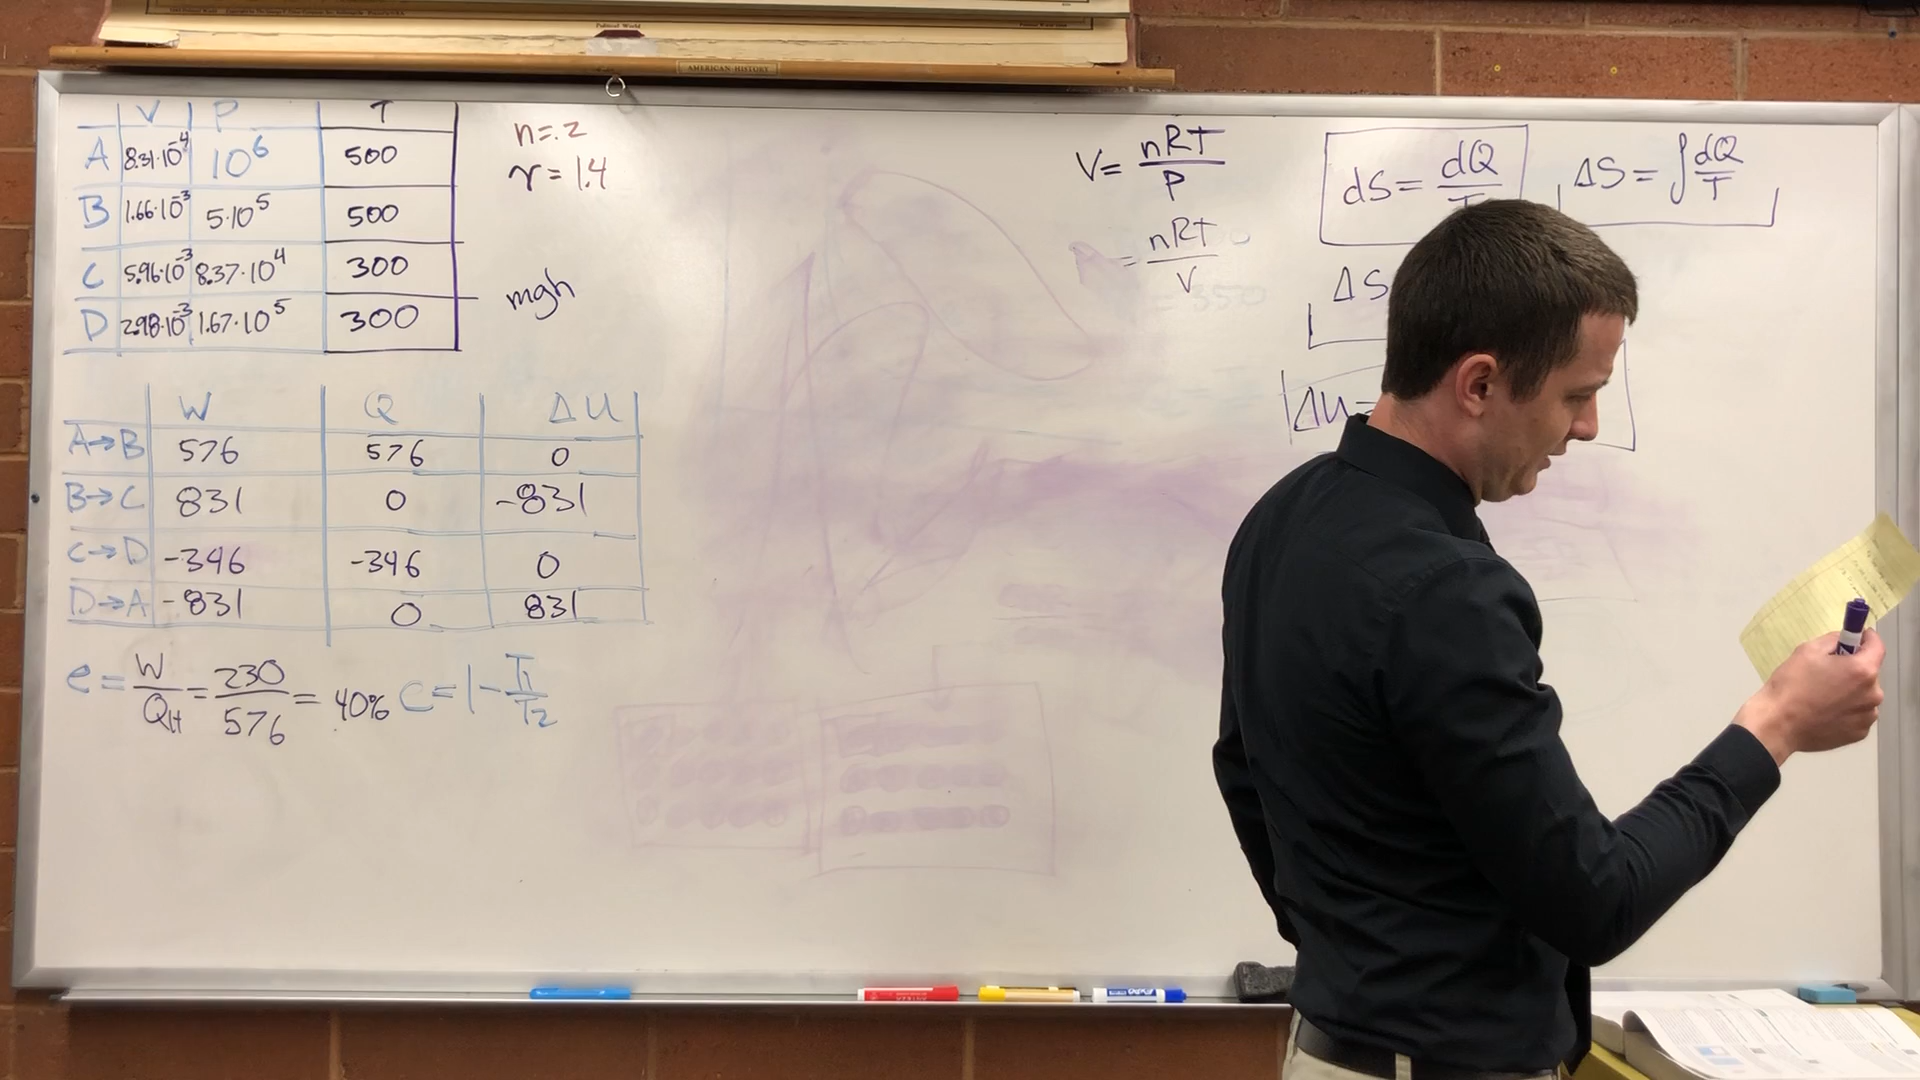 Political World
AMERICAN HISTORY
V P T
A 8.31·10⁻⁴ 10⁶ 500
B 1.66·10⁻³ 5·10⁵ 500
C 5.96·10⁻³ 8.37·10⁴ 300
D 2.98·10⁻³ 1.67·10⁵ 300
n=.2
γ=1.4
mgh
W Q ΔU
A→B 576 576 0
B→C 831 0 -831
C→D -346 -346 0
D→A -831 0 831
e = W/QH = 230/576 = 40% C = 1 - T1/T2
V = nRT/P
= nRT/V
dS = dQ/T
ΔS = ∫dQ/T
ΔS
ΔU=